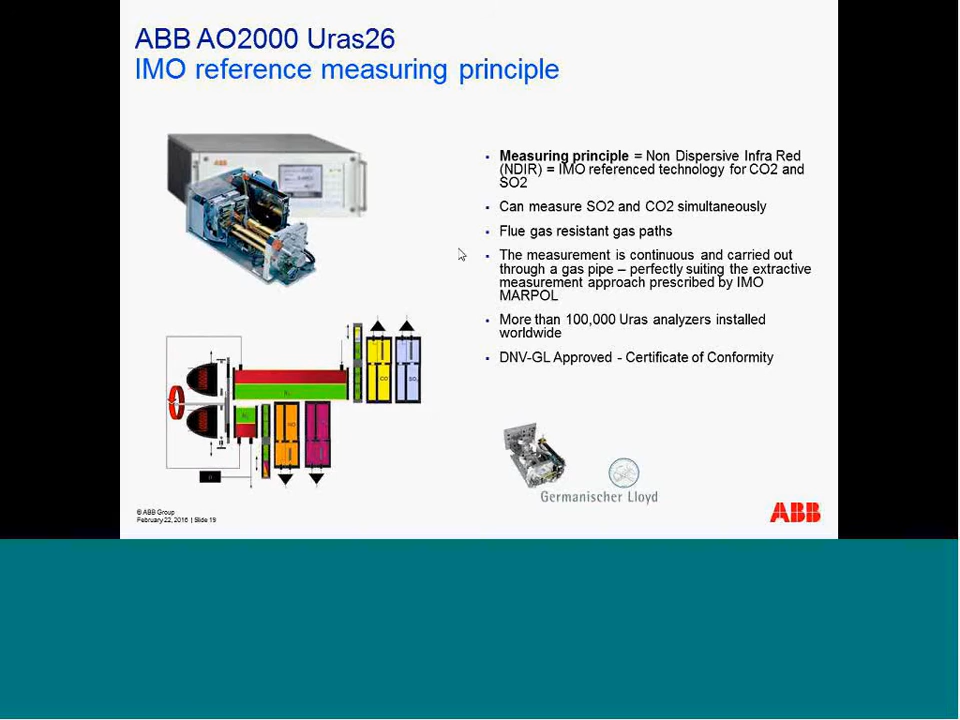 ABB AO2000 Uras26
IMO reference measuring principle
ABB
Measuring principle = Non Dispersive Infra Red
(NDIR) = IMO referenced technology for CO2 and
SO2
Can measure SO2 and CO2 simultaneously
Flue gas resistant gas paths
The measurement is continuous and carried out
through a gas pipe – perfectly suiting the extractive
measurement approach prescribed by IMO
MARPOL
More than 100,000 Uras analyzers installed
worldwide
DNV-GL Approved - Certificate of Conformity
CO
SO₂
NO
Germanischer Lloyd
© ABB Group
February 22, 2016 | Slide 19
ABB